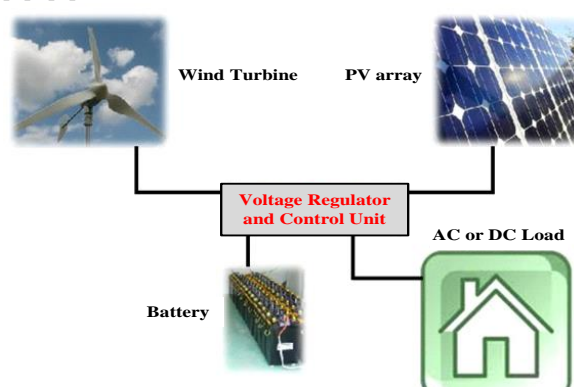 Wind Turbine
PV array
Voltage Regulator
and Control Unit
AC or DC Load
Battery